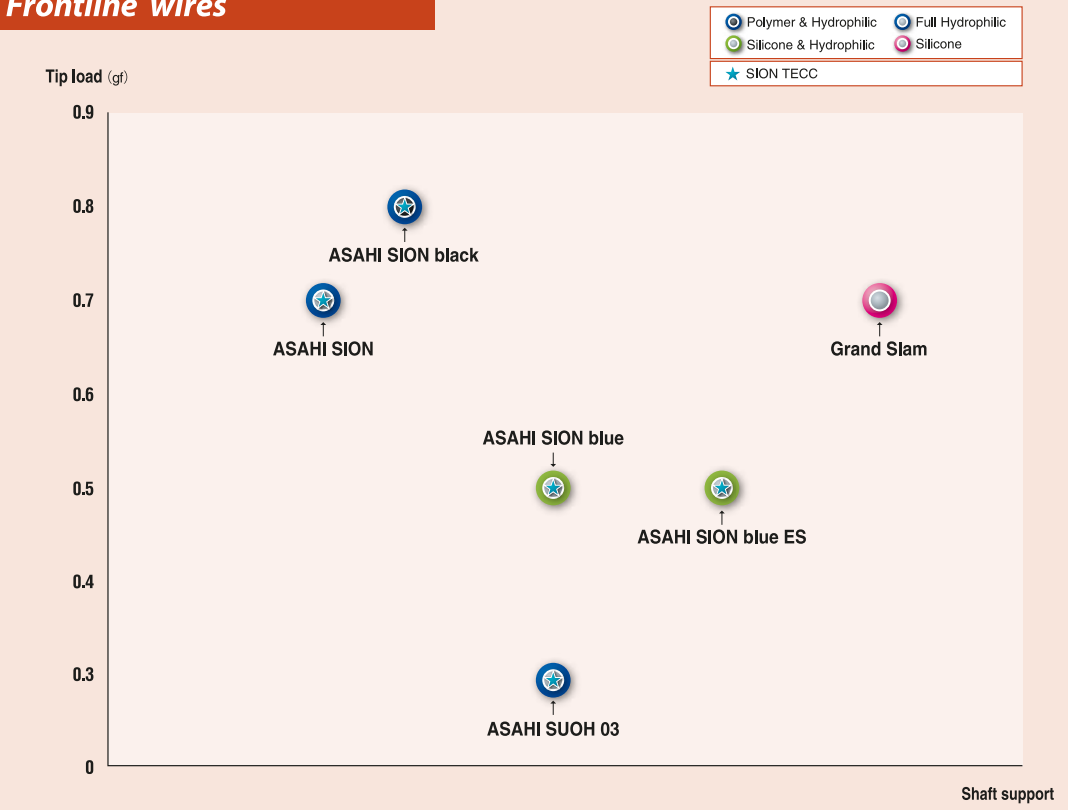 Frontline wires
Polymer & Hydrophilic
Full Hydrophilic
Silicone & Hydrophilic
Silicone
SION TECC
Tip load (gf)
0.9
0.8
ASAHI SION black
0.7
ASAHI SION
Grand Slam
0.6
ASAHI SION blue
0.5
ASAHI SION blue ES
0.4
0.3
ASAHI SUOH 03
0
Shaft support